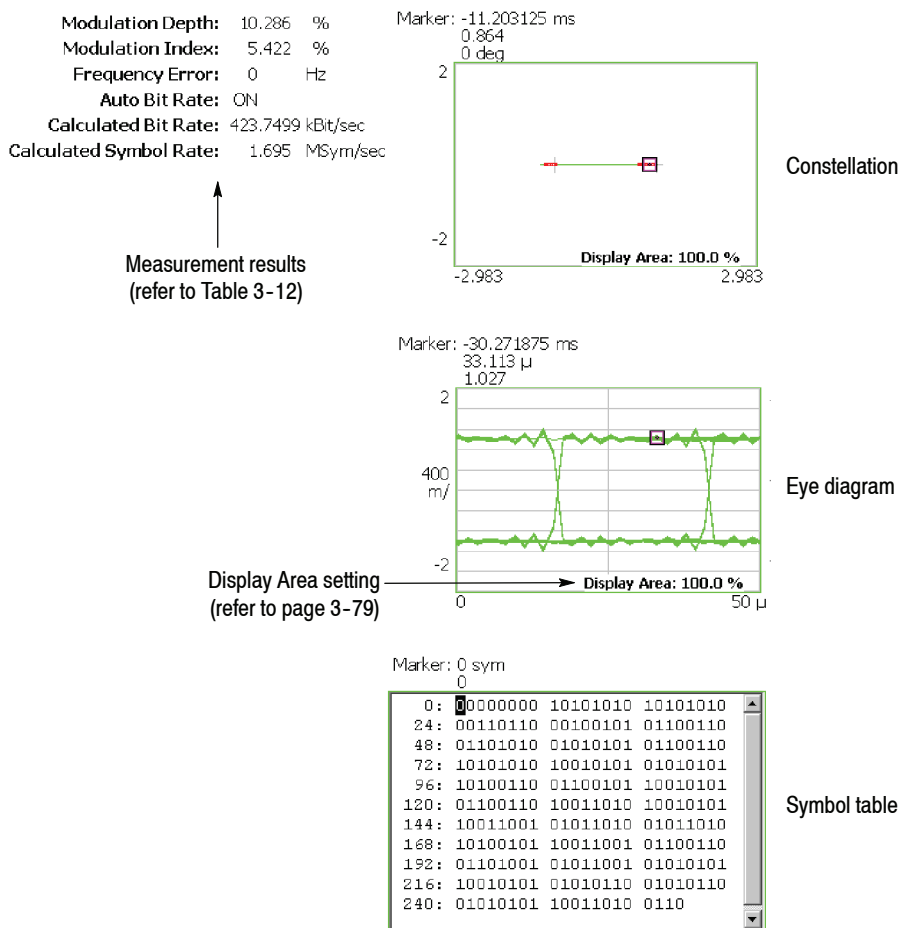 Modulation Depth: 10.286 %
Modulation Index: 5.422 %
Frequency Error: 0 Hz
Auto Bit Rate: ON
Calculated Bit Rate: 423.7499 kBit/sec
Calculated Symbol Rate: 1.695 MSym/sec
Measurement results
(refer to Table 3-12)
Marker: -11.203125 ms
0.864
0 deg
2
-2
Display Area: 100.0 %
-2.983 2.983
Constellation
Marker: -30.271875 ms
33.113 µ
1.027
2
400
m/
-2
Display Area: 100.0 %
0 50 µ
Eye diagram
Display Area setting
(refer to page 3-79)
Marker: 0 sym
0
0: 00000000 10101010 10101010
24: 00110110 00100101 01100110
48: 01101010 01010101 01100110
72: 10101010 10010101 01010101
96: 10100110 01100101 10010101
120: 01100110 10011010 10010101
144: 10011001 01011010 01011010
168: 10100101 10011001 01100110
192: 01101001 01011001 01010101
216: 10010101 01010110 01010110
240: 01010101 10011010 0110
Symbol table